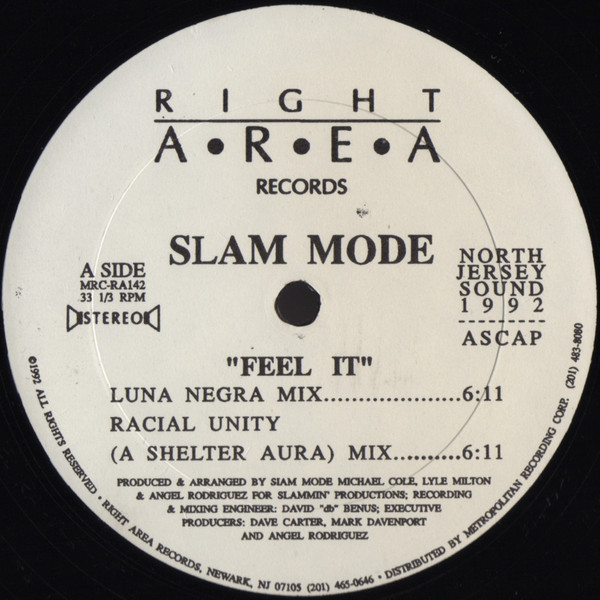 RIGHT
A•R•E•A
RECORDS
SLAM MODE
A SIDE
MRC-RA142
33 1/3 RPM
STEREO
NORTH
JERSEY
SOUND
1992
ASCAP
"FEEL IT"
LUNA NEGRA MIX....................6:11
RACIAL UNITY
(A SHELTER AURA) MIX..........6:11
PRODUCED & ARRANGED BY SIAM MODE MICHAEL COLE, LYLE MILTON
& ANGEL RODRIGUEZ FOR SLAMMIN' PRODUCTIONS; RECORDING
& MIXING ENGINEER: DAVID "db" BENUS; EXECUTIVE
PRODUCERS: DAVE CARTER, MARK DAVENPORT
AND ANGEL RODRIGUEZ
©1992 ALL RIGHTS RESERVED • RIGHT AREA RECORDS, NEWARK, NJ 07105 (201) 465-0646 • DISTRIBUTED BY METROPOLITAN RECORDING CORP. (201) 483-8080